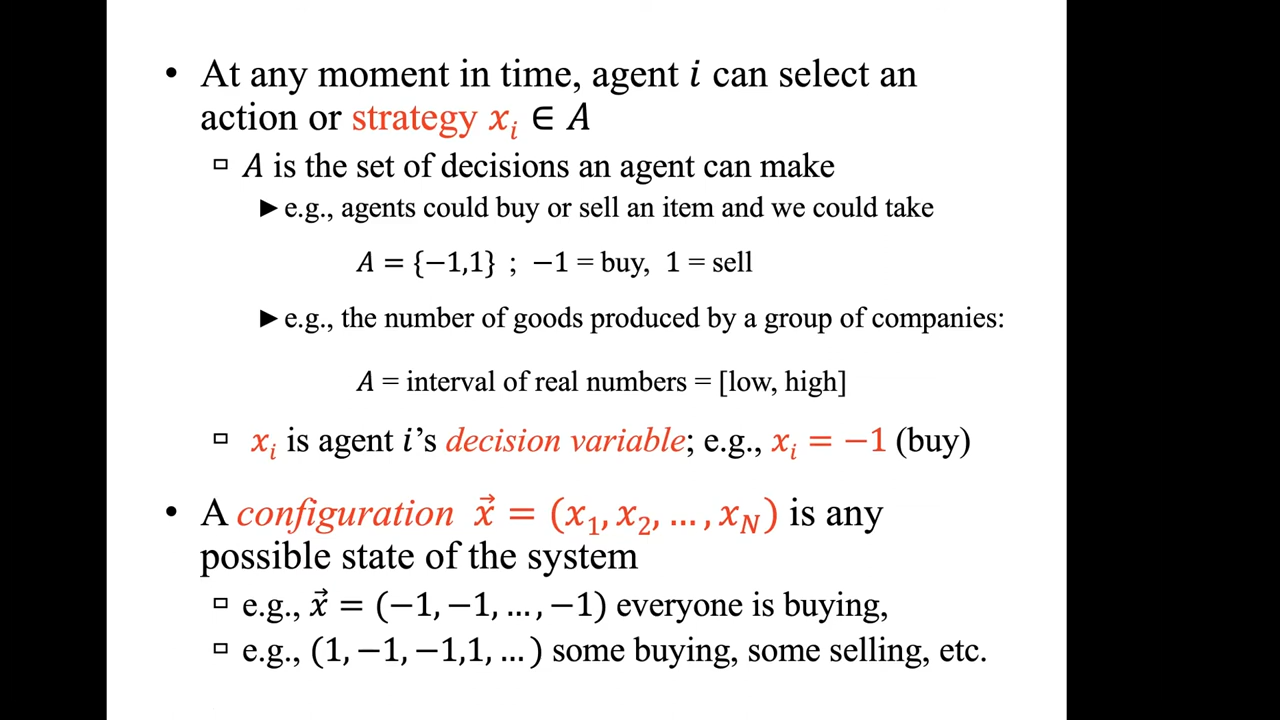 • At any moment in time, agent 𝑖 can select an
action or strategy 𝑥ᵢ ∈ 𝐴
▫ 𝐴 is the set of decisions an agent can make
► e.g., agents could buy or sell an item and we could take
𝐴 = {−1,1} ; −1 = buy, 1 = sell
► e.g., the number of goods produced by a group of companies:
𝐴 = interval of real numbers = [low, high]
▫ 𝑥ᵢ is agent 𝑖’s decision variable; e.g., 𝑥ᵢ = −1 (buy)
• A configuration 𝑥⃗ = (𝑥₁, 𝑥₂, … , 𝑥_N) is any
possible state of the system
▫ e.g., 𝑥⃗ = (−1, −1, … , −1) everyone is buying,
▫ e.g., (1, −1, −1,1, … ) some buying, some selling, etc.